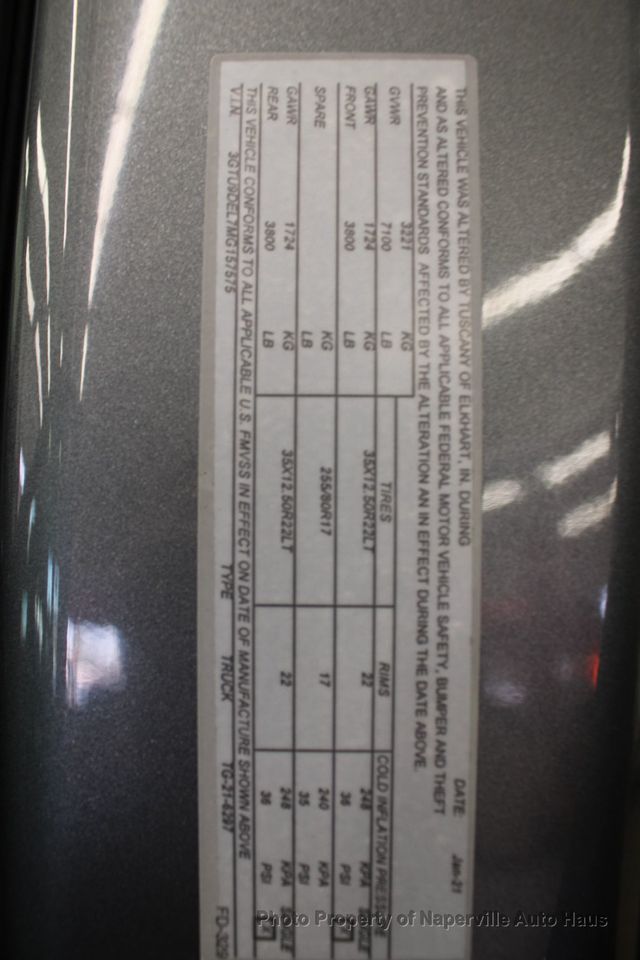 THIS VEHICLE WAS ALTERED BY TUSCANY OF ELKHART, IN. DURING DATE: Jan-21
AND AS ALTERED CONFORMS TO ALL APPLICABLE FEDERAL MOTOR VEHICLE SAFETY, BUMPER AND THEFT
PREVENTION STANDARDS AFFECTED BY THE ALTERATION AN IN EFFECT DURING THE DATE ABOVE.
3221 KG
GVWR 7100 LB TIRES RIMS COLD INFLATION
GAWR 1724 KG 35X12.50R22LT 22 248 KPA
FRONT 3800 LB 36 PSI
KG 255/80R17 17 240 KPA
SPARE LB 35 PSI
GAWR 1724 KG 35X12.50R22LT 22 248 KPA
REAR 3800 LB 36 PSI
THIS VEHICLE CONFORMS TO ALL APPLICABLE U.S. FMVSS IN EFFECT ON DATE OF MANUFACTURE SHOWN ABOVE
V.I.N. 3GTU9DEL7MG157575 TYPE TRUCK TG-21-4297
Photo Property of Naperville Auto Haus